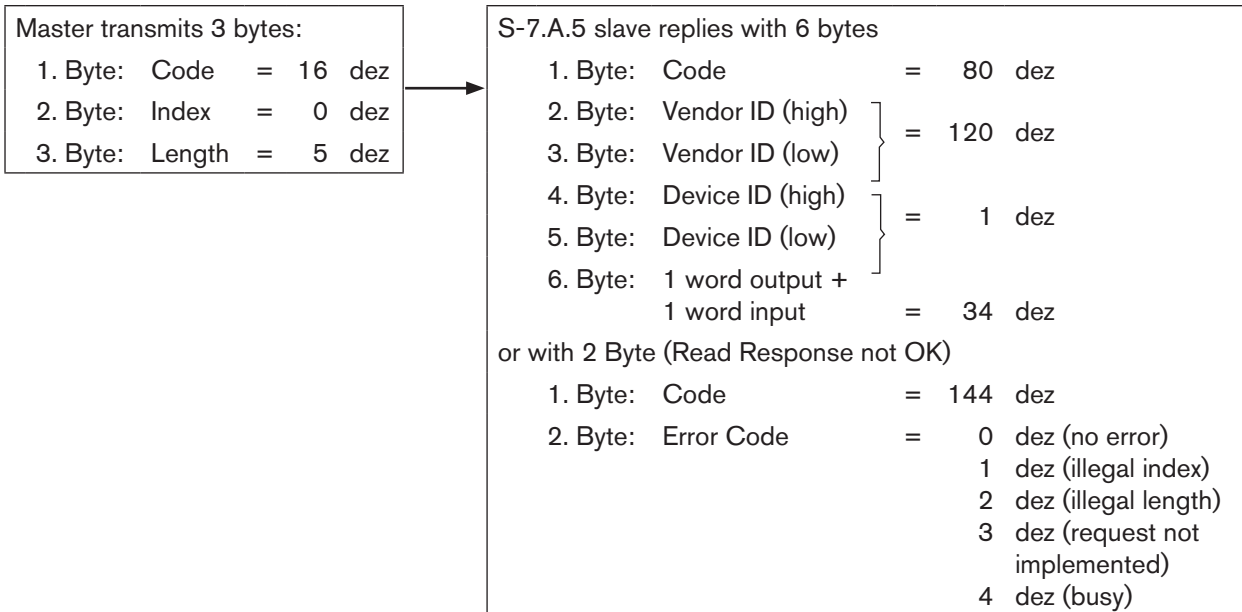 Master transmits 3 bytes:
1. Byte: Code = 16 dez
2. Byte: Index = 0 dez
3. Byte: Length = 5 dez
S-7.A.5 slave replies with 6 bytes
1. Byte: Code = 80 dez
2. Byte: Vendor ID (high)
= 120 dez
3. Byte: Vendor ID (low)
4. Byte: Device ID (high)
= 1 dez
5. Byte: Device ID (low)
6. Byte: 1 word output +
1 word input = 34 dez
or with 2 Byte (Read Response not OK)
1. Byte: Code = 144 dez
2. Byte: Error Code = 0 dez (no error)
1 dez (illegal index)
2 dez (illegal length)
3 dez (request not
implemented)
4 dez (busy)